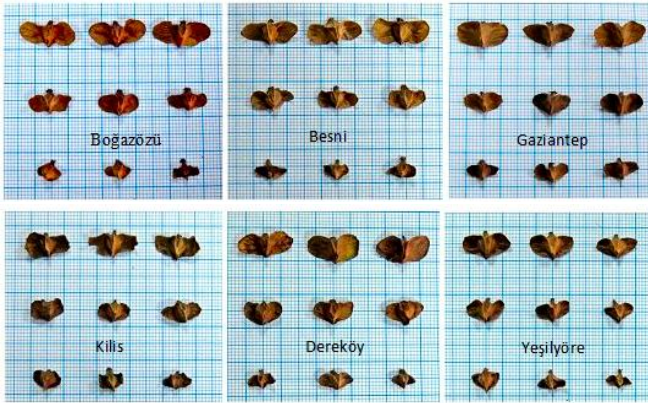 Boğazözü
Besni
Gaziantep
Kilis
Dereköy
Yeşilyöre